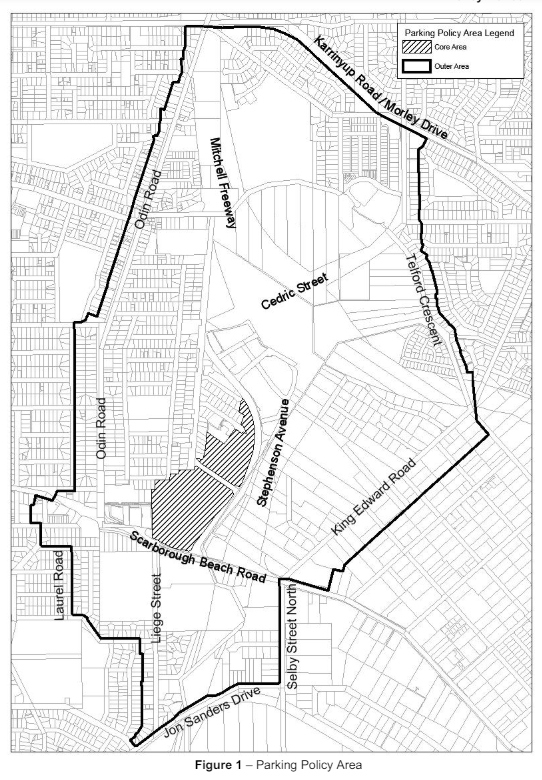 Parking Policy Area Legend
Core Area
Outer Area
Karrinyup Road / Morley Drive
Mitchell Freeway
Odin Road
Cedric Street
Telford Crescent
Odin Road
Stephenson Avenue
King Edward Road
Scarborough Beach Road
Laurel Road
Liege Street
Selby Street North
Jon Sanders Drive
Figure 1 – Parking Policy Area